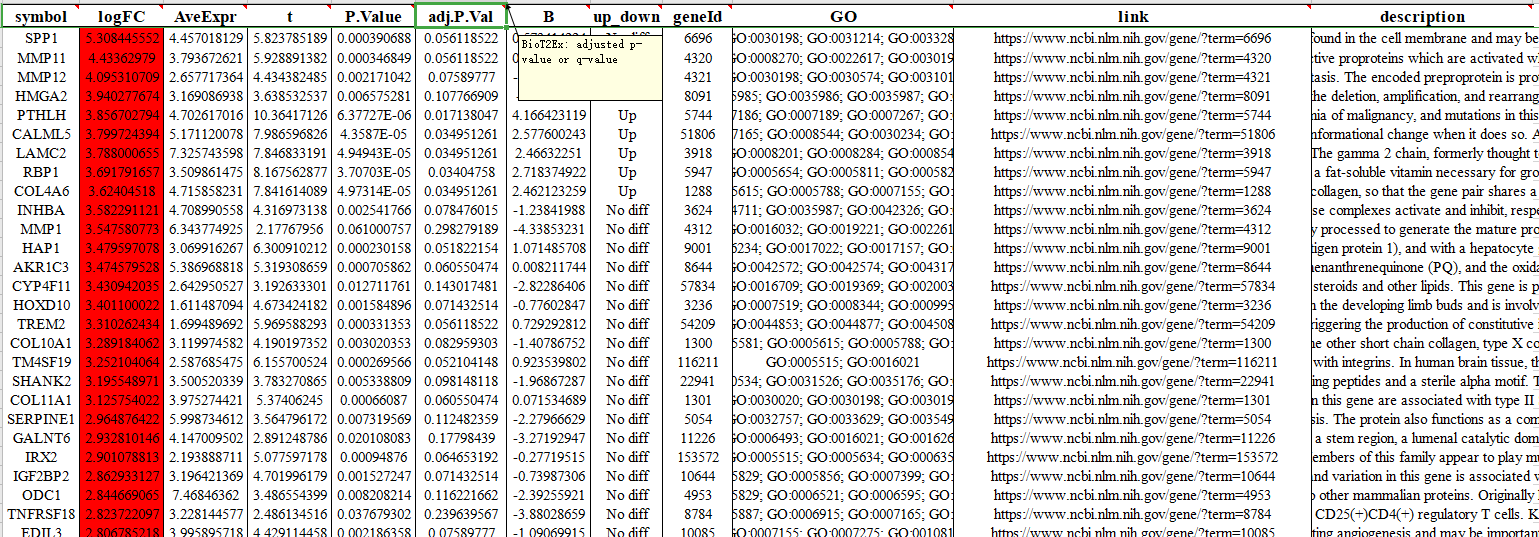 symbol logFC AveExpr t P.Value adj.P.Val B up_down geneId GO link description
SPP1 5.308445552 4.457018129 5.823785189 0.000390688 0.056118522 6696 GO:0030198; GO:0031214; GO:003328 https://www.ncbi.nlm.nih.gov/gene/?term=6696 found in the cell membrane and may be
BioT2Ex: adjusted p-
value or q-value
MMP11 4.43362979 3.793672621 5.928891382 0.000346849 0.056118522 4320 GO:0008270; GO:0022617; GO:003019 https://www.ncbi.nlm.nih.gov/gene/?term=4320 tive proproteins which are activated wh
MMP12 4.095310709 2.657717364 4.434382485 0.002171042 0.07589777 - 4321 GO:0030198; GO:0030574; GO:003101 https://www.ncbi.nlm.nih.gov/gene/?term=4321 tasis. The encoded preproprotein is pro
HMGA2 3.940277674 3.169086938 3.638532537 0.006575281 0.107766909 - 8091 5985; GO:0035986; GO:0035987; GO: https://www.ncbi.nlm.nih.gov/gene/?term=8091 the deletion, amplification, and rearrang
PTHLH 3.856702794 4.702617016 10.36417126 6.37727E-06 0.017138047 4.166423119 Up 5744 7186; GO:0007189; GO:0007267; GO: https://www.ncbi.nlm.nih.gov/gene/?term=5744 nia of malignancy, and mutations in this
CALML5 3.799724394 5.171120078 7.986596826 4.3587E-05 0.034951261 2.577600243 Up 51806 7165; GO:0008544; GO:0030234; GO: https://www.ncbi.nlm.nih.gov/gene/?term=51806 nformational change when it does so. A
LAMC2 3.788000655 7.325743598 7.846833191 4.94943E-05 0.034951261 2.46632251 Up 3918 GO:0008201; GO:0008284; GO:000854 https://www.ncbi.nlm.nih.gov/gene/?term=3918 The gamma 2 chain, formerly thought t
RBP1 3.691791657 3.509861475 8.167562877 3.70703E-05 0.03404758 2.718374922 Up 5947 GO:0005654; GO:0005811; GO:000582 https://www.ncbi.nlm.nih.gov/gene/?term=5947 a fat-soluble vitamin necessary for gro
COL4A6 3.62404518 4.715858231 7.841614089 4.97314E-05 0.034951261 2.462123259 Up 1288 5615; GO:0005788; GO:0007155; GO: https://www.ncbi.nlm.nih.gov/gene/?term=1288 collagen, so that the gene pair shares a
INHBA 3.582291121 4.708990558 4.316973138 0.002541766 0.078476015 -1.23841988 No diff 3624 4711; GO:0035987; GO:0042326; GO: https://www.ncbi.nlm.nih.gov/gene/?term=3624 se complexes activate and inhibit, respe
MMP1 3.547580773 6.343774925 2.17767956 0.061000757 0.298279189 -4.33853231 No diff 4312 GO:0016032; GO:0019221; GO:002261 https://www.ncbi.nlm.nih.gov/gene/?term=4312 y processed to generate the mature pro
HAP1 3.479597078 3.069916267 6.300910212 0.000230158 0.051822154 1.071485708 No diff 9001 6234; GO:0017022; GO:0017157; GO: https://www.ncbi.nlm.nih.gov/gene/?term=9001 tigen protein 1), and with a hepatocyte
AKR1C3 3.474579528 5.386968818 5.319308659 0.000705862 0.060550474 0.008211744 No diff 8644 GO:0042572; GO:0042574; GO:004317 https://www.ncbi.nlm.nih.gov/gene/?term=8644 enanthrenequinone (PQ), and the oxida
CYP4F11 3.430942035 2.642950527 3.192633301 0.012711761 0.143017481 -2.82286406 No diff 57834 GO:0016709; GO:0019369; GO:002003 https://www.ncbi.nlm.nih.gov/gene/?term=57834 steroids and other lipids. This gene is p
HOXD10 3.401100022 1.611487094 4.673424182 0.001584896 0.071432514 -0.77602847 No diff 3236 GO:0007519; GO:0008344; GO:000995 https://www.ncbi.nlm.nih.gov/gene/?term=3236 n the developing limb buds and is involv
TREM2 3.310262434 1.699489692 5.969588293 0.000331353 0.056118522 0.729292812 No diff 54209 GO:0044853; GO:0044877; GO:004508 https://www.ncbi.nlm.nih.gov/gene/?term=54209 riggering the production of constitutive i
COL10A1 3.289184062 3.119974582 4.190197352 0.003020353 0.082959303 -1.40786752 No diff 1300 5581; GO:0005615; GO:0005788; GO: https://www.ncbi.nlm.nih.gov/gene/?term=1300 ne other short chain collagen, type X co
TM4SF19 3.252104064 2.587685475 6.155700524 0.000269566 0.052104148 0.923539802 No diff 116211 GO:0005515; GO:0016021 https://www.ncbi.nlm.nih.gov/gene/?term=116211 with integrins. In human brain tissue, th
SHANK2 3.195548971 3.500520339 3.783270865 0.005338809 0.098148118 -1.96867287 No diff 22941 0534; GO:0031526; GO:0035176; GO: https://www.ncbi.nlm.nih.gov/gene/?term=22941 ing peptides and a sterile alpha motif. T
COL11A1 3.125754022 3.975274421 5.37406245 0.00066087 0.060550474 0.071534689 No diff 1301 GO:0030020; GO:0030198; GO:003019 https://www.ncbi.nlm.nih.gov/gene/?term=1301 n this gene are associated with type II
SERPINE1 2.964876422 5.998734612 3.564796172 0.007319569 0.112482359 -2.27966629 No diff 5054 GO:0032757; GO:0033629; GO:003549 https://www.ncbi.nlm.nih.gov/gene/?term=5054 sis. The protein also functions as a com
GALNT6 2.932810146 4.147009502 2.891248786 0.020108083 0.17798439 -3.27192947 No diff 11226 GO:0006493; GO:0016021; GO:001626 https://www.ncbi.nlm.nih.gov/gene/?term=11226 a stem region, a lumenal catalytic dom
IRX2 2.901078813 2.193888711 5.077597178 0.00094876 0.064653192 -0.27719515 No diff 153572 GO:0005515; GO:0005634; GO:000635 https://www.ncbi.nlm.nih.gov/gene/?term=153572 embers of this family appear to play mu
IGF2BP2 2.862933127 3.196421369 4.701996179 0.001527247 0.071432514 -0.73987306 No diff 10644 5829; GO:0005856; GO:0007399; GO: https://www.ncbi.nlm.nih.gov/gene/?term=10644 and variation in this gene is associated w
ODC1 2.844669065 7.46846362 3.486554399 0.008208214 0.116221662 -2.39255921 No diff 4953 5829; GO:0006521; GO:0006595; GO: https://www.ncbi.nlm.nih.gov/gene/?term=4953 o other mammalian proteins. Originally
TNFRSF18 2.823722097 3.228144577 2.486134516 0.037679302 0.239639567 -3.88028659 No diff 8784 5887; GO:0006915; GO:0007165; GO: https://www.ncbi.nlm.nih.gov/gene/?term=8784 CD25(+)CD4(+) regulatory T cells. K
EDIL3 2.806785218 3.995895718 4.429114458 0.002186358 0.07589777 -1.09069915 No diff 10085 GO:0007155; GO:0007275; GO:001081 https://www.ncbi.nlm.nih.gov/gene/?term=10085 ting angiogenesis and may be importan